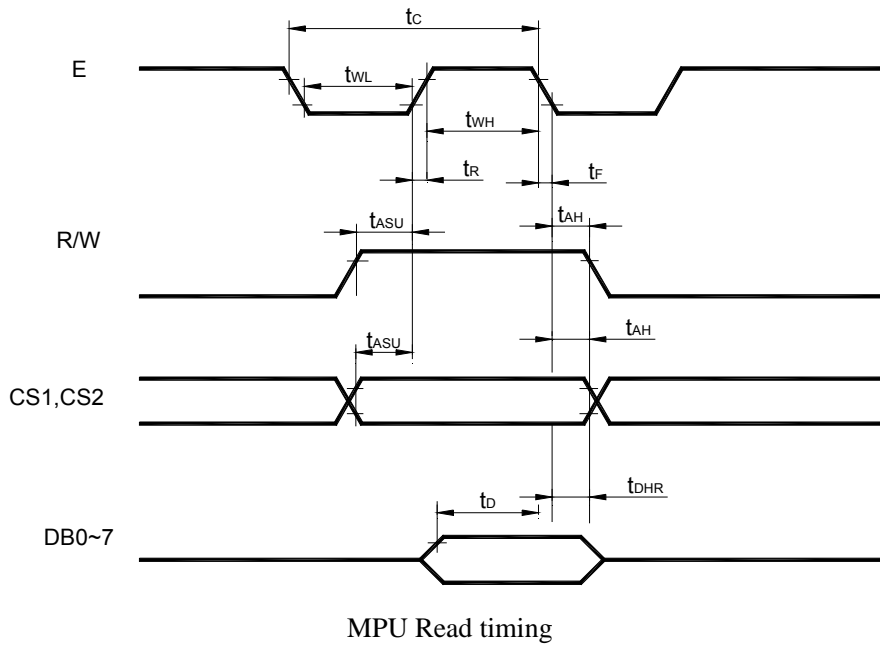 tC
E
tWL
tWH
tR
tF
tASU
tAH
R/W
tAH
tASU
CS1,CS2
tDHR
tD
DB0~7
MPU Read timing